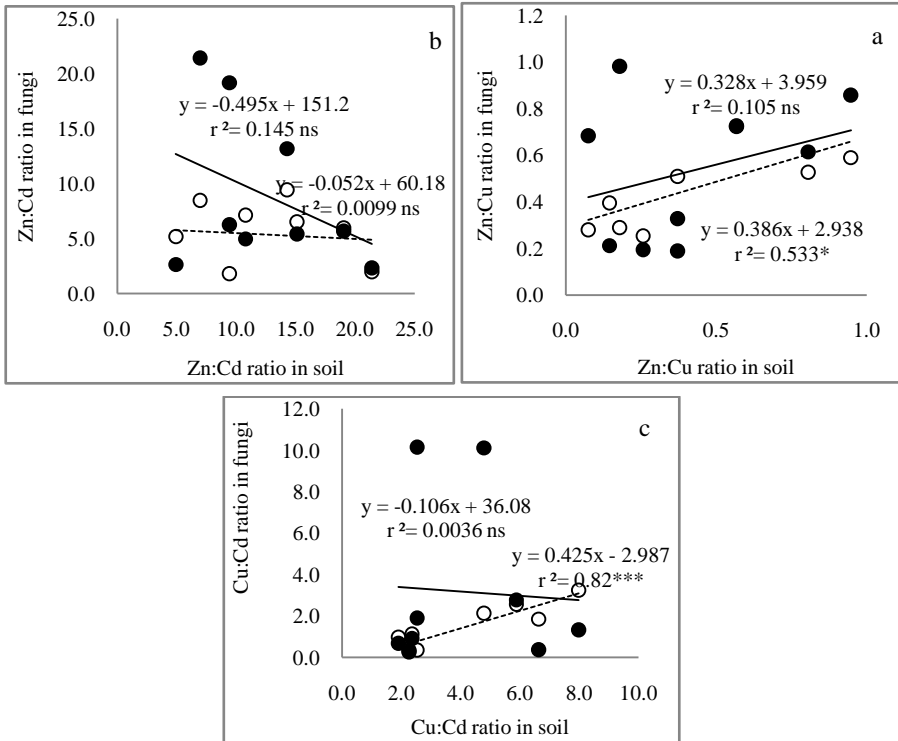 b
25.0
20.0
15.0
10.0
5.0
0.0
Zn:Cd ratio in fungi
y = -0.495x + 151.2
r ²= 0.145 ns
y = -0.052x + 60.18
r ²= 0.0099 ns
0.0 5.0 10.0 15.0 20.0 25.0
Zn:Cd ratio in soil
a
1.2
1.0
0.8
0.6
0.4
0.2
0.0
Zn:Cu ratio in fungi
y = 0.328x + 3.959
r ²= 0.105 ns
y = 0.386x + 2.938
r ²= 0.533*
0.0 0.5 1.0
Zn:Cu ratio in soil
c
12.0
10.0
8.0
6.0
4.0
2.0
0.0
Cu:Cd ratio in fungi
y = -0.106x + 36.08
r ²= 0.0036 ns
y = 0.425x - 2.987
r ²= 0.82***
0.0 2.0 4.0 6.0 8.0 10.0
Cu:Cd ratio in soil